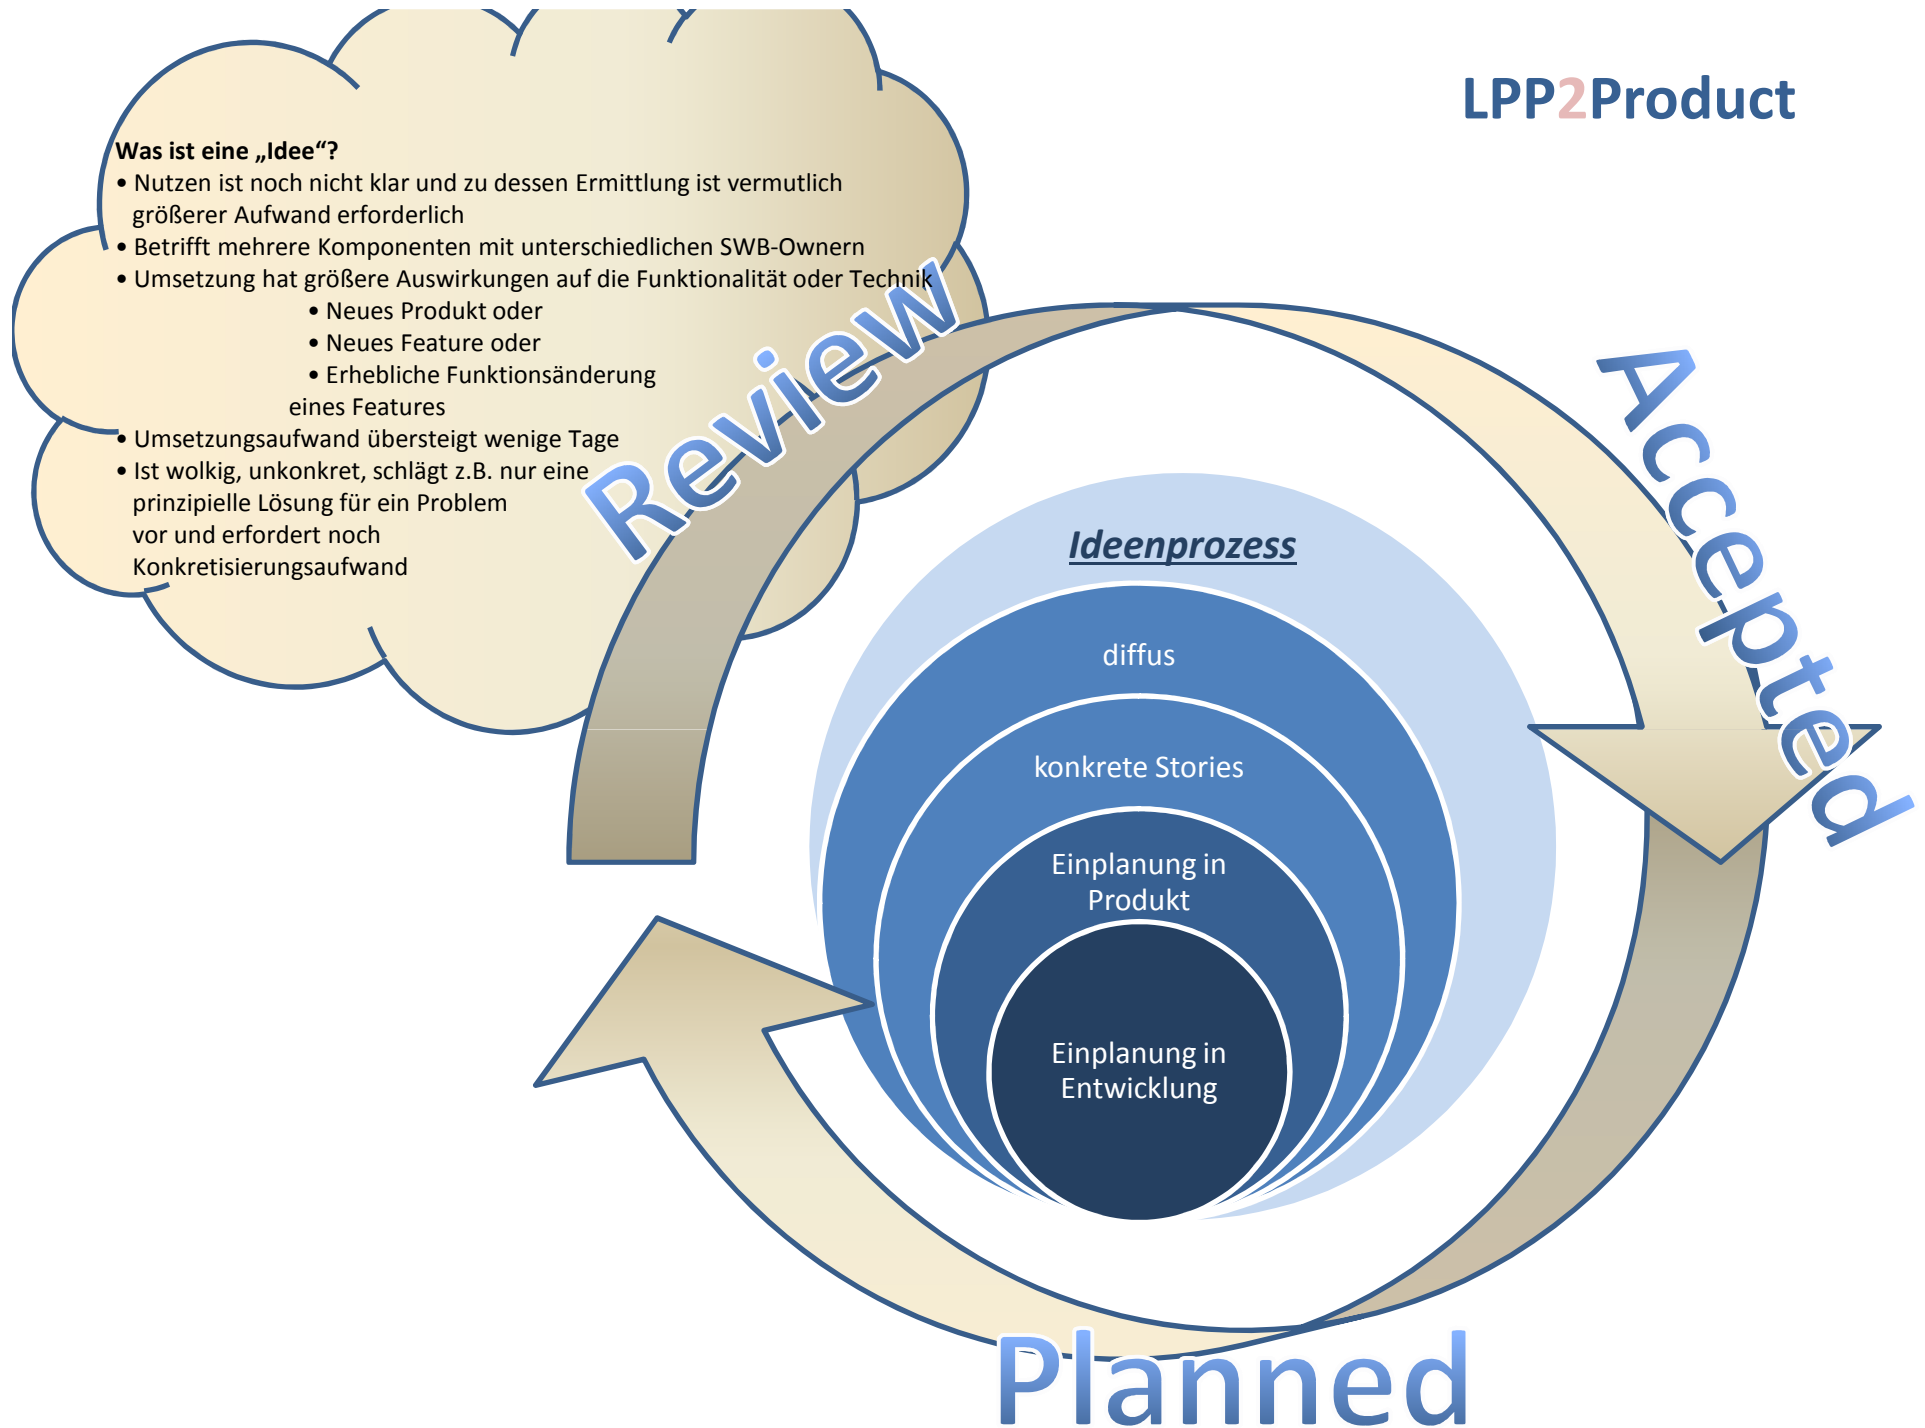 LPP2Product
Was ist eine „Idee“?
• Nutzen ist noch nicht klar und zu dessen Ermittlung ist vermutlich
größerer Aufwand erforderlich
• Betrifft mehrere Komponenten mit unterschiedlichen SWB-Ownern
• Umsetzung hat größere Auswirkungen auf die Funktionalität oder Technik
• Neues Produkt oder
• Neues Feature oder
• Erhebliche Funktionsänderung
eines Features
• Umsetzungsaufwand übersteigt wenige Tage
• Ist wolkig, unkonkret, schlägt z.B. nur eine
prinzipielle Lösung für ein Problem
vor und erfordert noch
Konkretisierungsaufwand
Review
Accepted
Ideenprozess
diffus
konkrete Stories
Einplanung in
Produkt
Einplanung in
Entwicklung
Planned